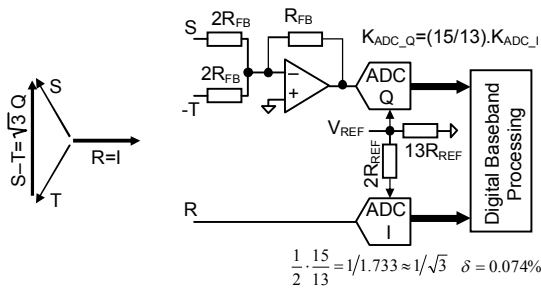 S
T
S−T=√3 Q
R=I
S
2R_FB
R_FB
2R_FB
-T
−
+
K_ADC_Q=(15/13).K_ADC_I
ADC
Q
V_REF
13R_REF
2R_REF
Digital Baseband
Processing
R
ADC
I
1/2 · 15/13 = 1/1.733 ≈ 1/√3 δ = 0.074%